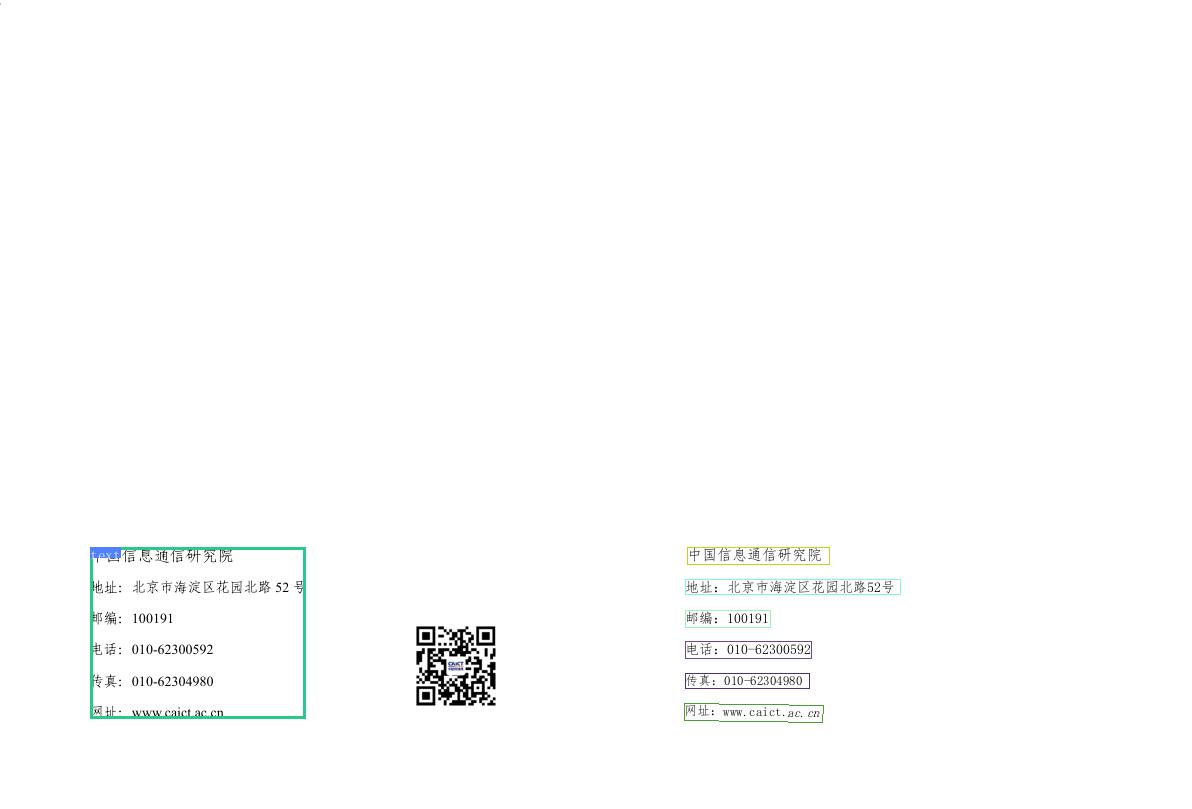 text
中国信息通信研究院
地址：北京市海淀区花园北路 52 号
邮编：100191
电话：010-62300592
传真：010-62304980
网址：www.caict.ac.cn
CAICT
中国信息通信研究院
地址：北京市海淀区花园北路52号
邮编：100191
电话：010-62300592
传真：010-62304980
网址：www.caict.ac.cn